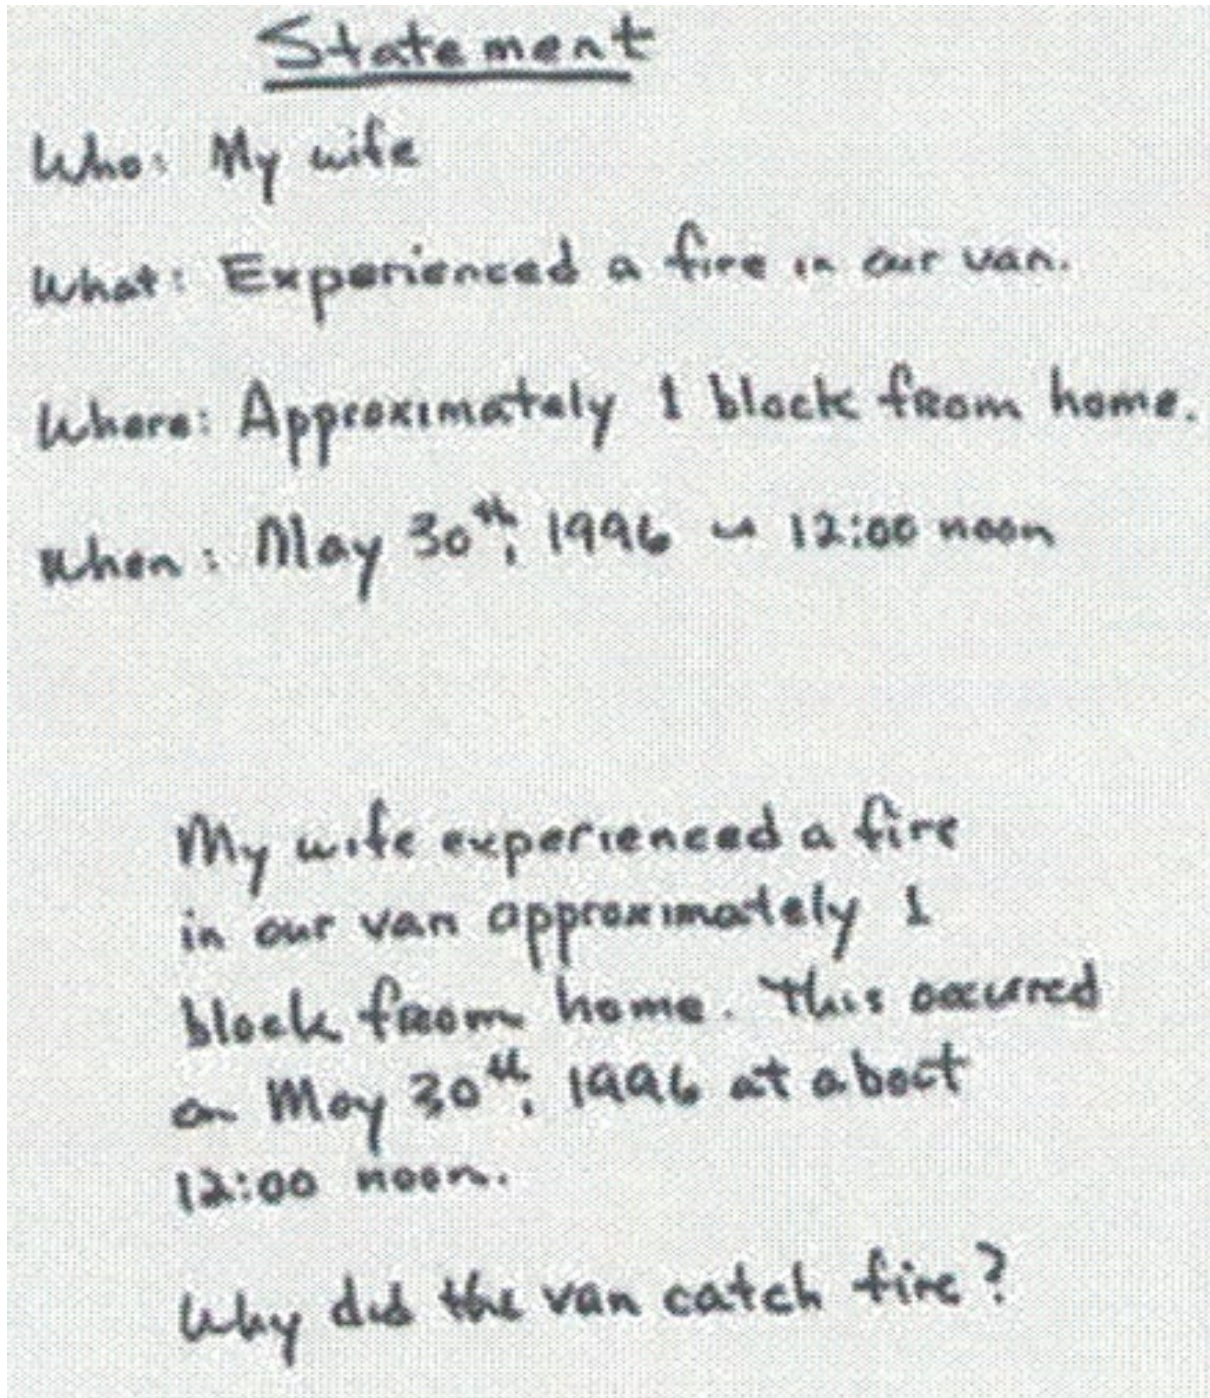 Statement
Who: My wife
What: Experienced a fire in our van.
Where: Approximately 1 block from home.
When: May 30th, 1996 ~ 12:00 noon
My wife experienced a fire
in our van approximately 1
block from home. This occurred
on May 30th, 1996 at about
12:00 noon.
Why did the van catch fire?